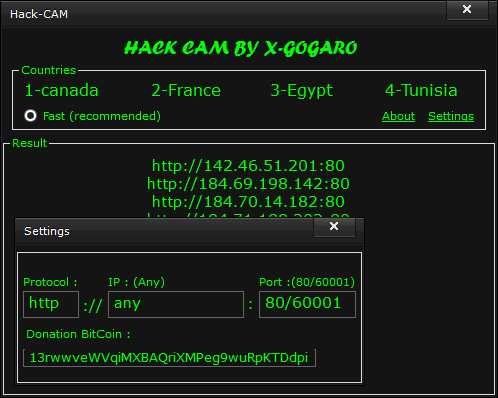 Hack-CAM
HACK CAM BY X-GOGARO
Countries
1-canada 2-France 3-Egypt 4-Tunisia
Fast (recommended) About Settings
Result
http://142.46.51.201:80
http://184.69.198.142:80
http://184.70.14.182:80
Settings
Protocol : IP : (Any) Port :(80/60001)
http :// any : 80/60001
Donation BitCoin :
13rwwveWVqiMXBAQriXMPeg9wuRpKTDdpi